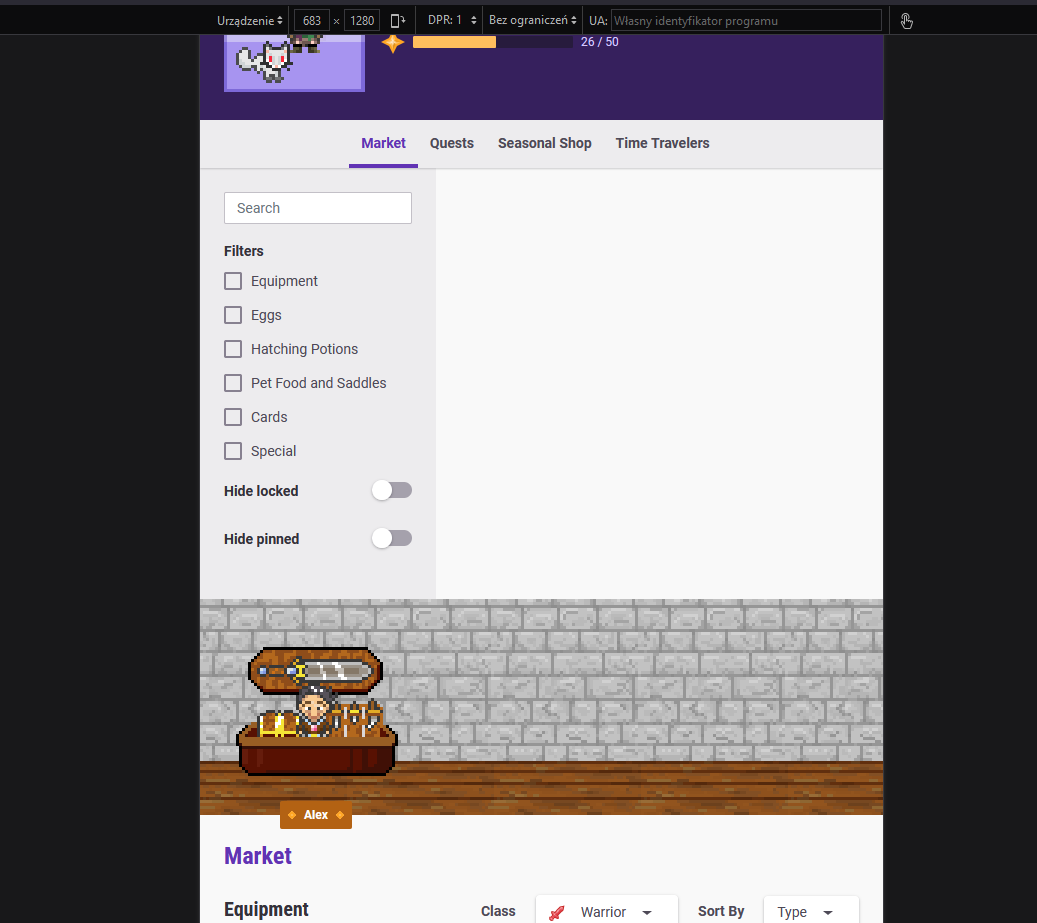 Urządzenie 683 × 1280 DPR: 1 Bez ograniczeń UA: Własny identyfikator programu
26 / 50
Market Quests Seasonal Shop Time Travelers
Search
Filters
Equipment
Eggs
Hatching Potions
Pet Food and Saddles
Cards
Special
Hide locked
Hide pinned
Alex
Market
Equipment Class Warrior Sort By Type